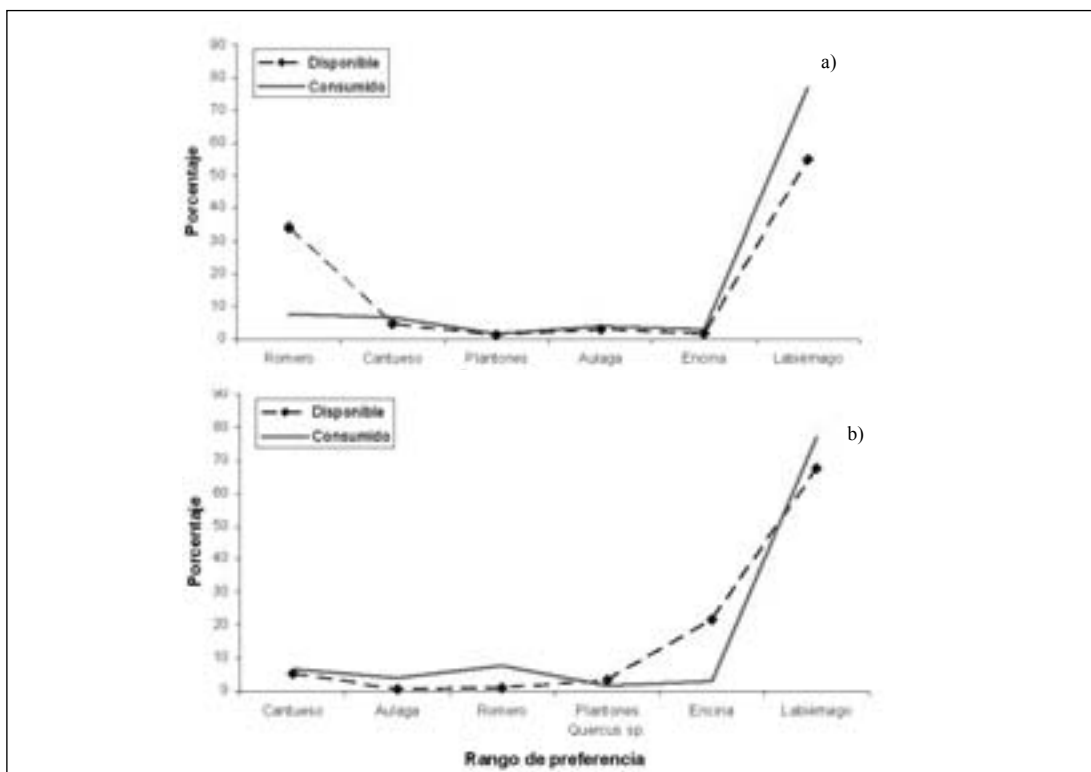 90
80
70
60
50
40
30
20
10
0
Porcentaje
Disponible
Consumido
a)
Romero Cantueso Plantones Aulaga Encina Labiérnago
90
80
70
60
50
40
30
20
10
0
Porcentaje
Disponible
Consumido
b)
Cantueso Aulaga Romero Plantones Encina Labiérnago
Quercus sp.
Rango de preferencia